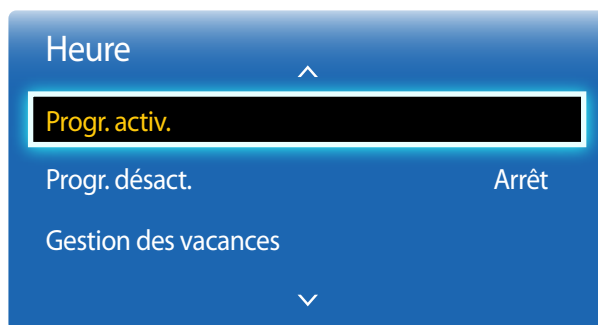 Heure
Progr. activ.
Progr. désact. Arrêt
Gestion des vacances